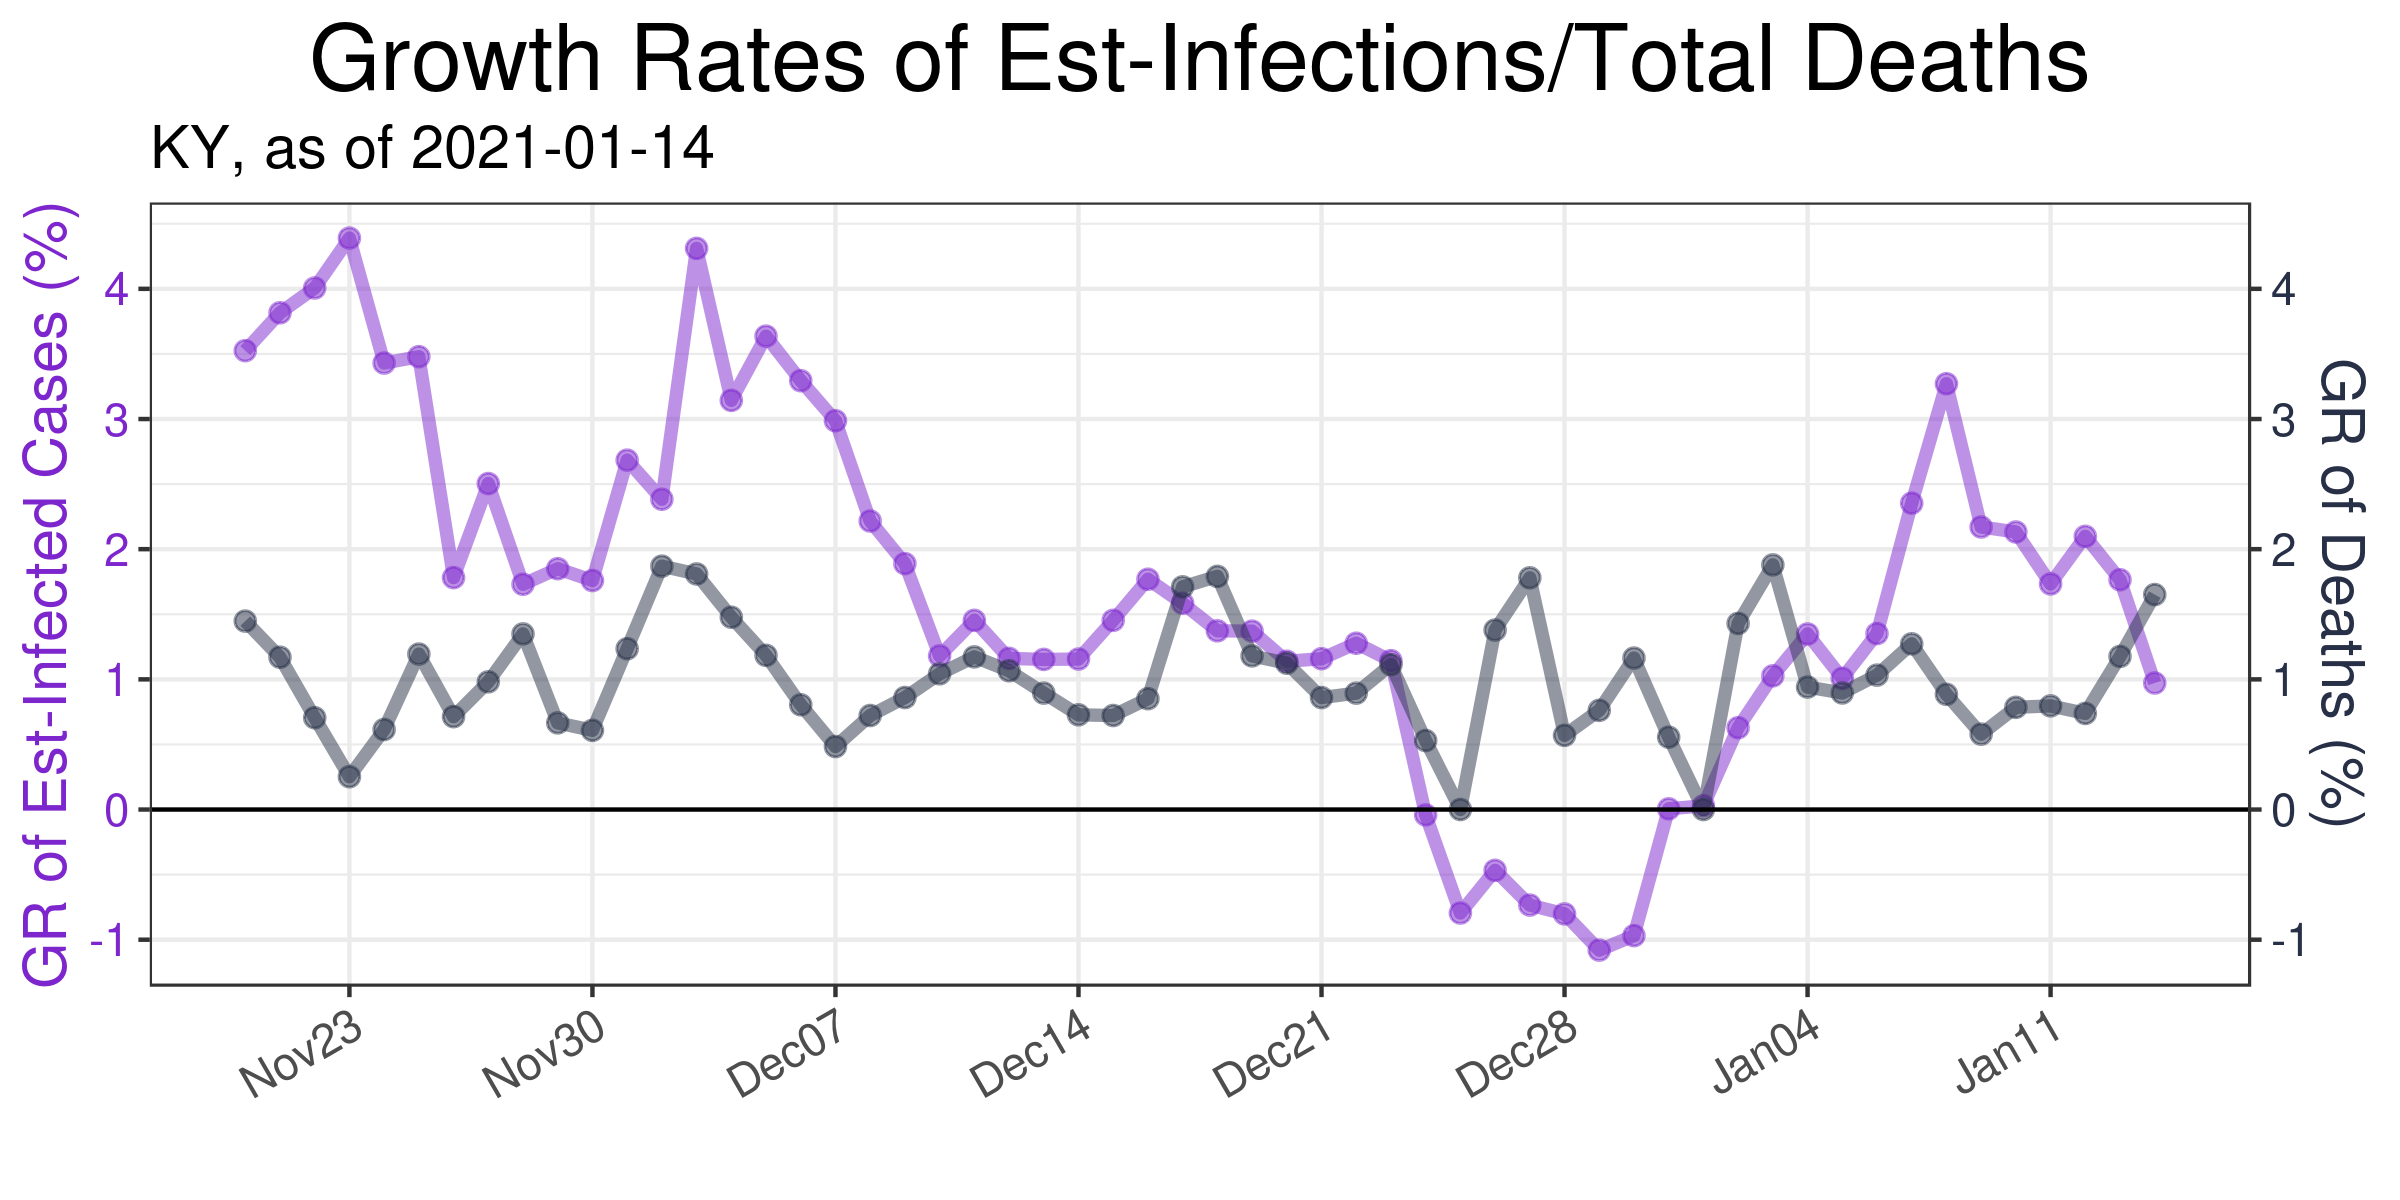 Growth Rates of Est-Infections/Total Deaths
KY, as of 2021-01-14
GR of Est-Infected Cases (%)
4
3
2
1
0
-1
4
3
2
1
0
-1
GR of Deaths (%)
Nov23 Nov30 Dec07 Dec14 Dec21 Dec28 Jan04 Jan11